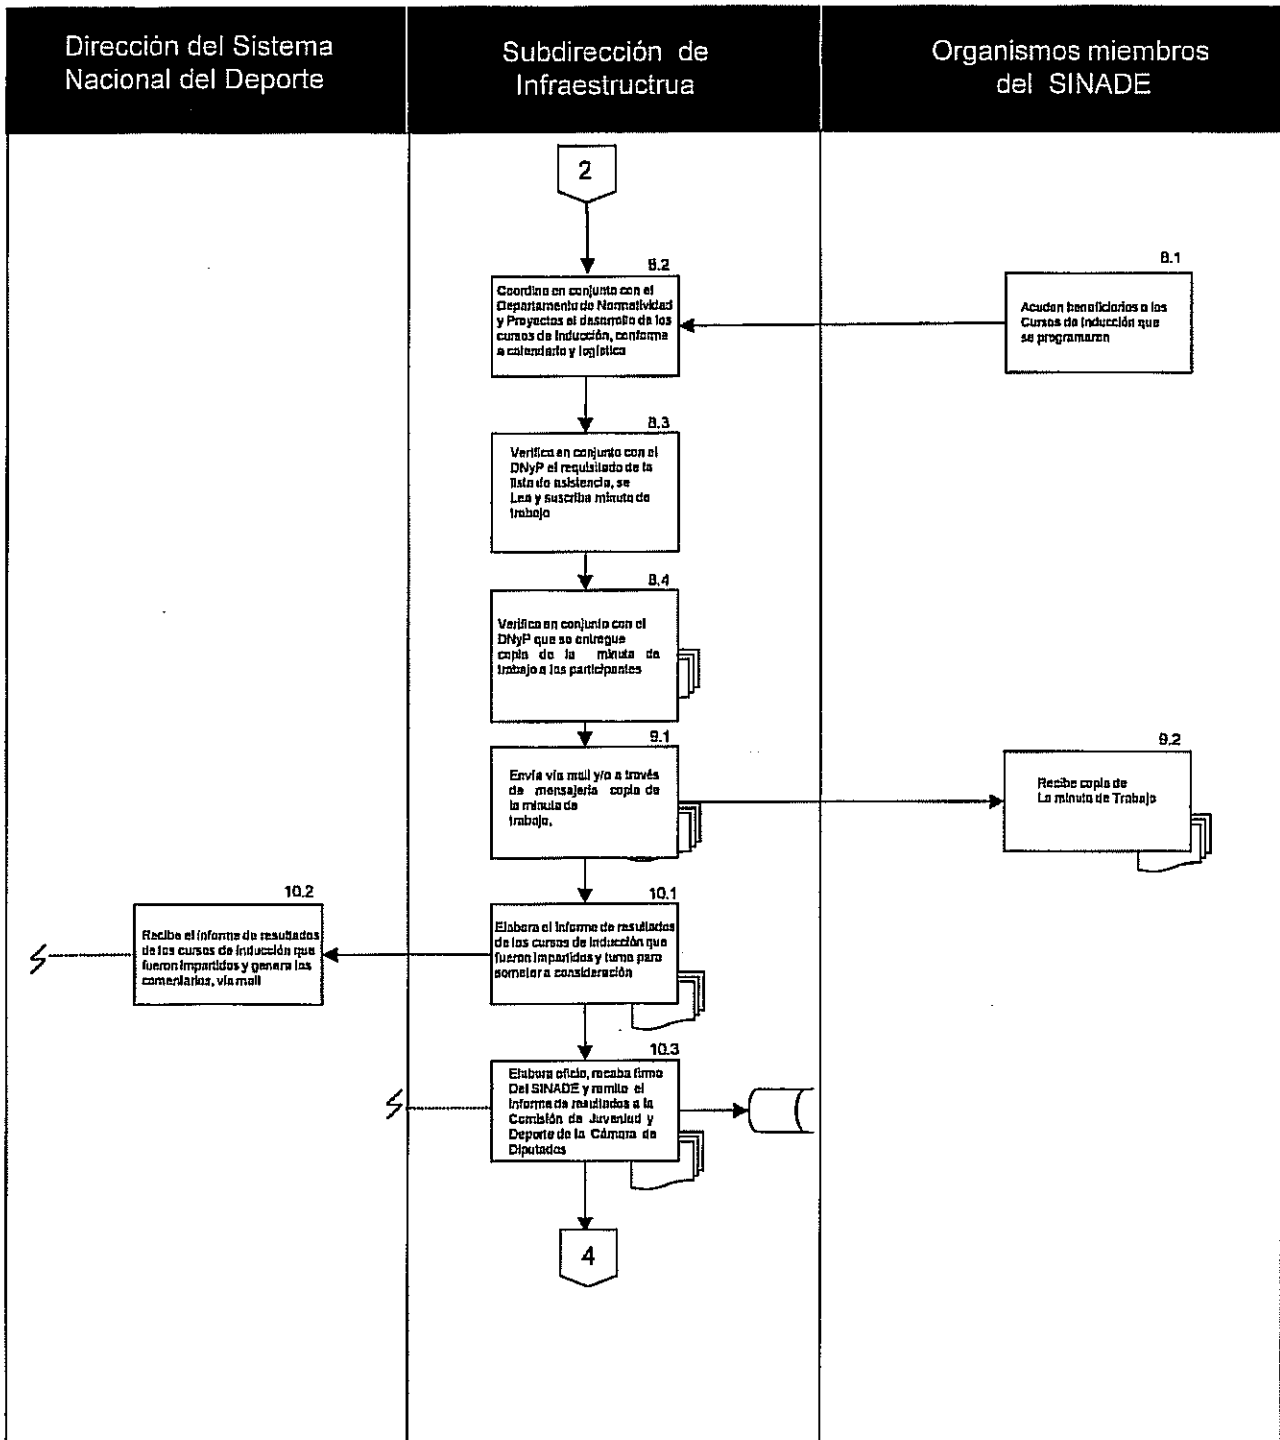 Dirección del Sistema
Nacional del Deporte
Subdirección de
Infraestructrua
Organismos miembros
del SINADE
2
8.1
Acuden beneficiarios a los
Cursos de Inducción que
se programaron
8.2
Coordina en conjunto con el
Departamento de Normatividad
y Proyectos el desarrollo de los
cursos de Inducción, conforme
a calendario y logística
8.3
Verifica en conjunto con el
DNyP el requisitado de la
lista de asistencia, se
Lea y suscriba minuta de
trabajo
8.4
Verifica en conjunto con el
DNyP que se entregue
copia de la minuta de
trabajo a los participantes
9.1
Envía vía mail y/o a través
de mensajería copia de
la minuta de
trabajo.
9.2
Recibe copia de
La minuta de Trabajo
10.1
Elabora el Informe de resultados
de los cursos de Inducción que
fueron impartidos y turna para
someter a consideración
10.2
Recibe el informe de resultados
de los cursos de Inducción que
fueron impartidos y genera los
comentarios, vía mail
10.3
Elabora oficio, recaba firma
Del SINADE y remite el
Informe de resultados a la
Comisión de Juventud y
Deporte de la Cámara de
Diputados
4